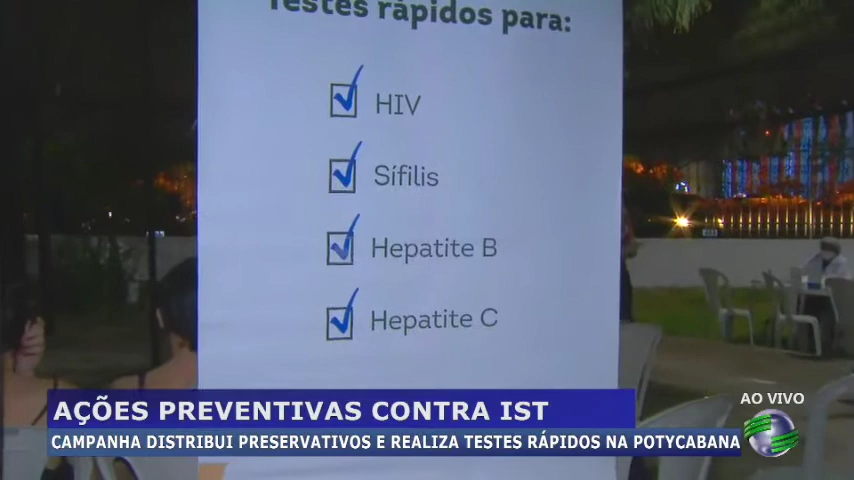 Testes rápidos para:
HIV
Sífilis
Hepatite B
Hepatite C
AÇÕES PREVENTIVAS CONTRA IST
AO VIVO
CAMPANHA DISTRIBUI PRESERVATIVOS E REALIZA TESTES RÁPIDOS NA POTYCABANA